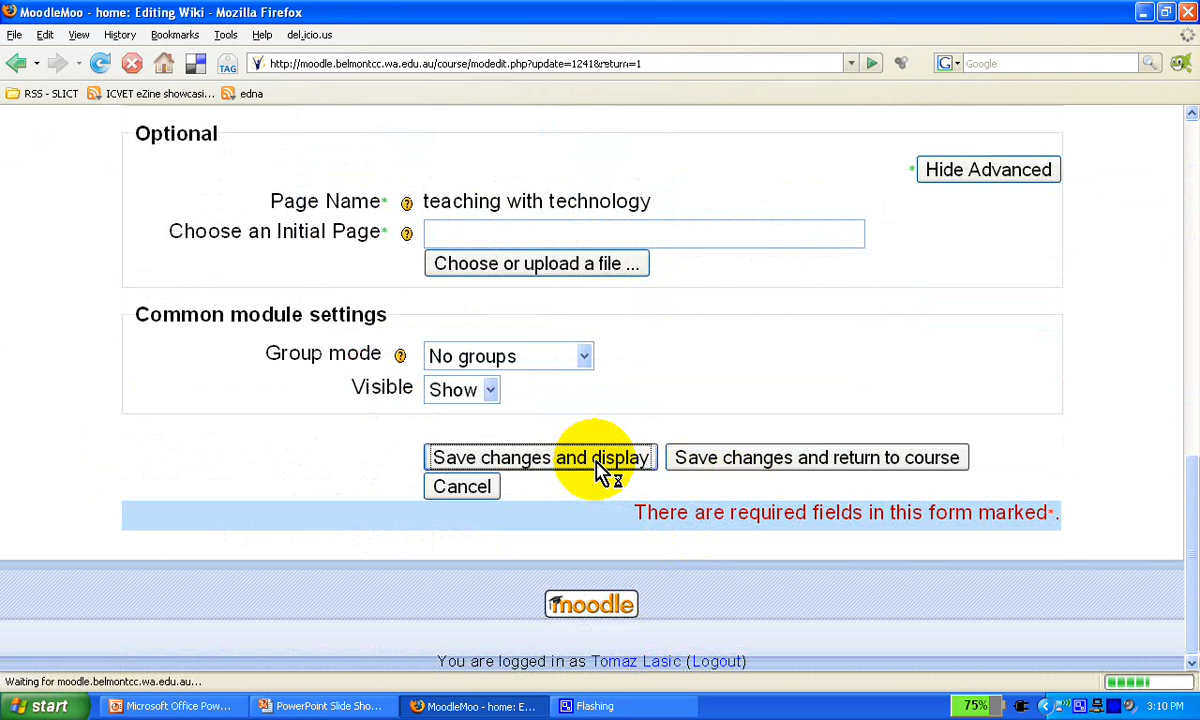 MoodleMoo - home: Editing Wiki - Mozilla Firefox
File Edit View History Bookmarks Tools Help del.icio.us
TAG http://moodle.belmontcc.wa.edu.au/course/modedit.php?update=1241&return=1 G Google
RSS - SLICT ICVET eZine showcasi... edna
Optional
* Hide Advanced
Page Name* ? teaching with technology
Choose an Initial Page* ?
Choose or upload a file ...
Common module settings
Group mode ? No groups
Visible Show
Save changes and display Save changes and return to course
Cancel
There are required fields in this form marked*.
moodle
You are logged in as Tomaz Lasic (Logout)
Waiting for moodle.belmontcc.wa.edu.au...
start Microsoft Office Pow... PowerPoint Slide Sho... MoodleMoo - home: E... Flashing 75% 3:10 PM